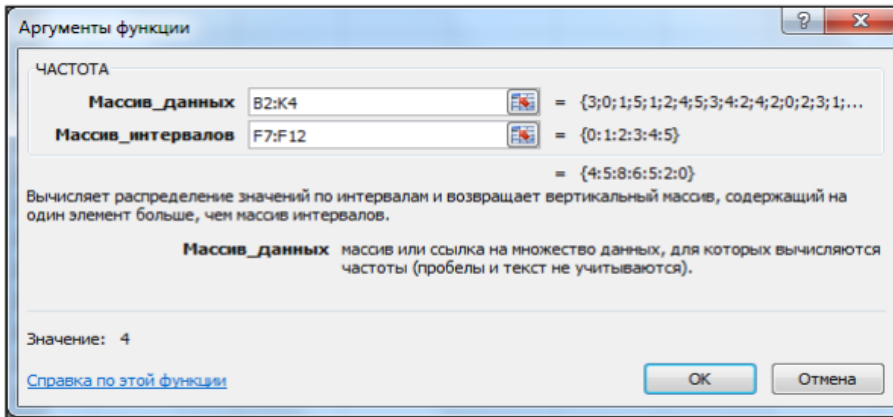 Аргументы функции
ЧАСТОТА
Массив_данных B2:K4 = {3;0;1;5;1;2;4;5;3;4:2;4;2;0;2;3;1;...
Массив_интервалов F7:F12 = {0:1:2:3:4:5}
= {4:5:8:6:5:2:0}
Вычисляет распределение значений по интервалам и возвращает вертикальный массив, содержащий на
один элемент больше, чем массив интервалов.
Массив_данных массив или ссылка на множество данных, для которых вычисляются
частоты (пробелы и текст не учитываются).
Значение: 4
Справка по этой функции
ОК
Отмена